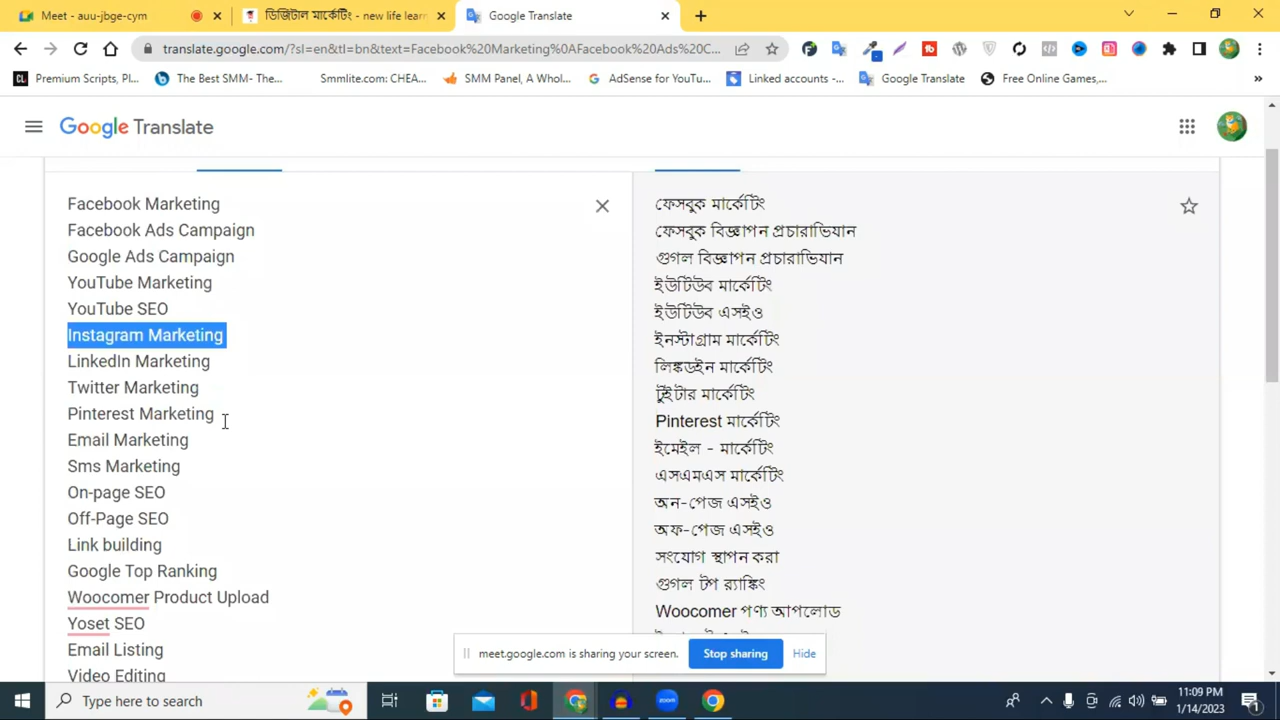 Meet - auu-jbge-cym
ডিজিটাল মার্কেটিং - new life lear
Google Translate
translate.google.com/?sl=en&tl=bn&text=Facebook%20Marketing%0AFacebook%20Ads%20C...
Premium Scripts, Pl...
The Best SMM- The...
Smmlite.com: CHEA...
SMM Panel, A Whol...
AdSense for YouTu...
Linked accounts -...
Google Translate
Free Online Games,...
Google Translate
Facebook Marketing
Facebook Ads Campaign
Google Ads Campaign
YouTube Marketing
YouTube SEO
Instagram Marketing
LinkedIn Marketing
Twitter Marketing
Pinterest Marketing
Email Marketing
Sms Marketing
On-page SEO
Off-Page SEO
Link building
Google Top Ranking
Woocomer Product Upload
Yoset SEO
Email Listing
Video Editing
ফেসবুক মার্কেটিং
ফেসবুক বিজ্ঞাপন প্রচারাভিযান
গুগল বিজ্ঞাপন প্রচারাভিযান
ইউটিউব মার্কেটিং
ইউটিউব এসইও
ইনস্টাগ্রাম মার্কেটিং
লিঙ্কডইন মার্কেটিং
টুইটার মার্কেটিং
Pinterest মার্কেটিং
ইমেইল - মার্কেটিং
এসএমএস মার্কেটিং
অন-পেজ এসইও
অফ-পেজ এসইও
সংযোগ স্থাপন করা
গুগল টপ র‍্যাঙ্কিং
Woocomer পণ্য আপলোড
meet.google.com is sharing your screen.
Stop sharing
Hide
Type here to search
11:09 PM
1/14/2023